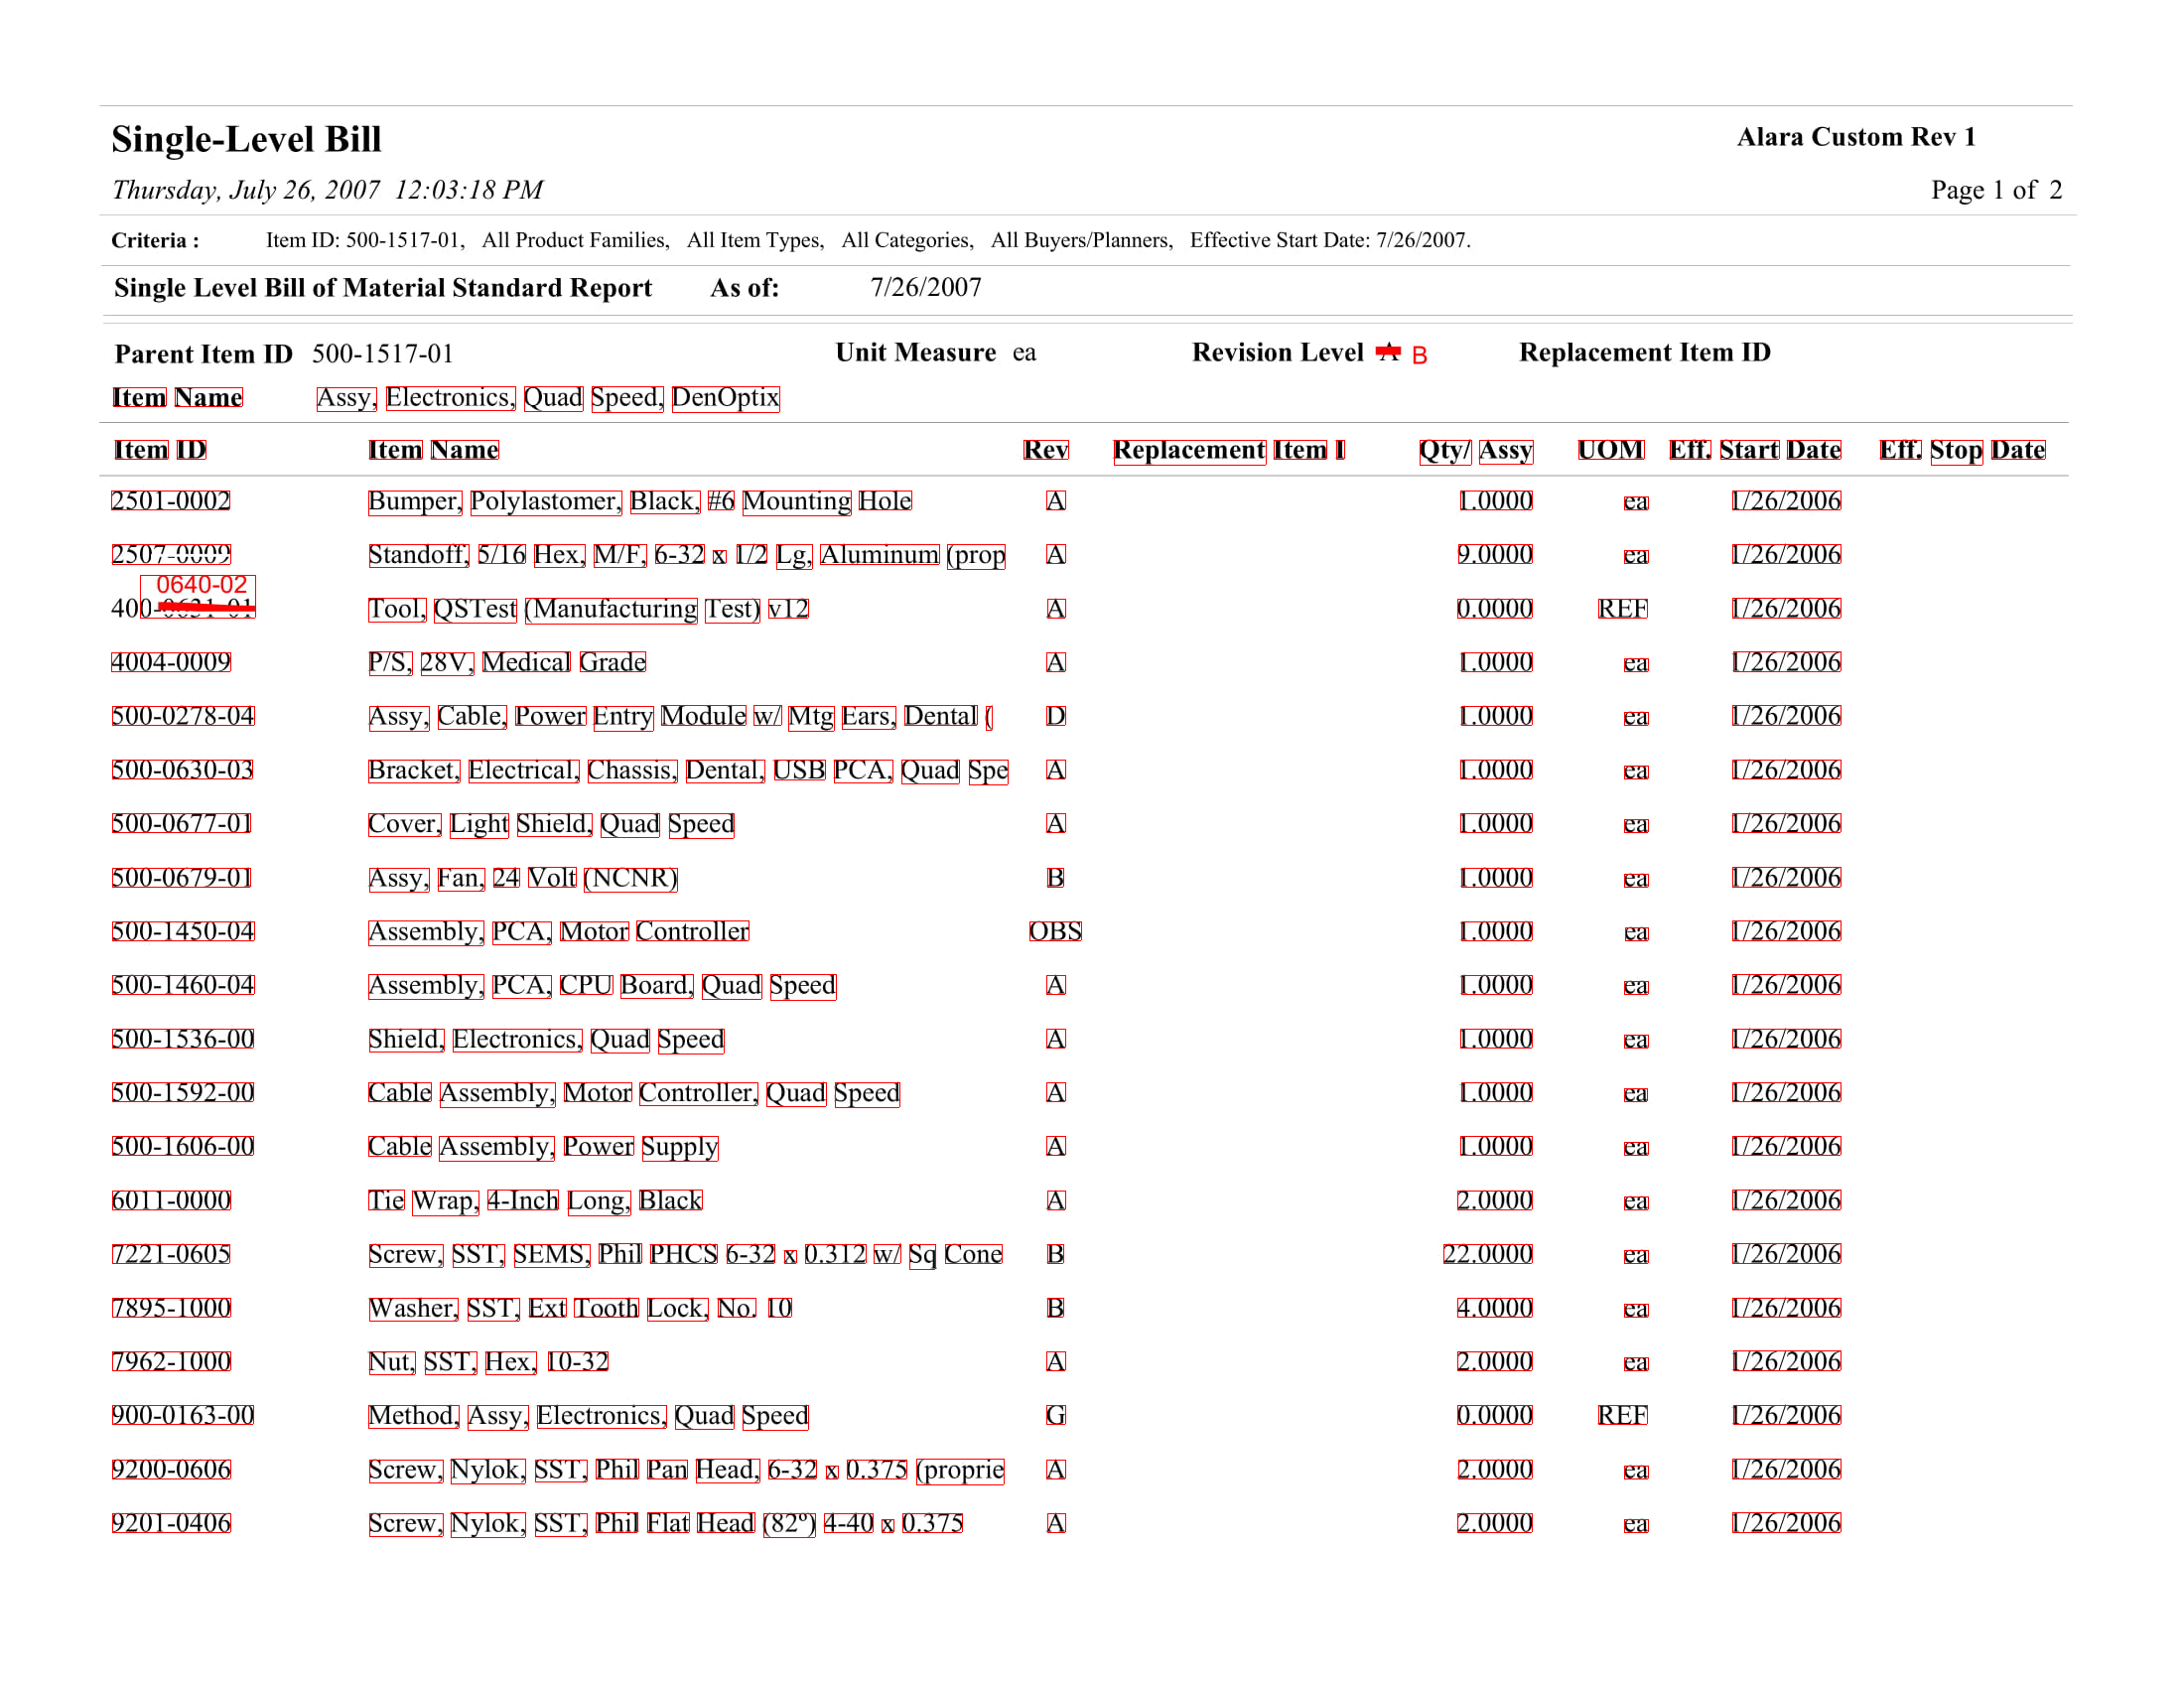 Single-Level Bill Alara Custom Rev 1
Thursday, July 26, 2007 12:03:18 PM Page 1 of 2
Criteria : Item ID: 500-1517-01, All Product Families, All Item Types, All Categories, All Buyers/Planners, Effective Start Date: 7/26/2007.
Single Level Bill of Material Standard Report As of: 7/26/2007
Parent Item ID 500-1517-01 Unit Measure ea Revision Level A B Replacement Item ID
Item Name Assy, Electronics, Quad Speed, DenOptix
Item ID Item Name Rev Replacement Item I Qty/ Assy UOM Eff. Start Date Eff. Stop Date
2501-0002 Bumper, Polylastomer, Black, #6 Mounting Hole A 1.0000 ea 1/26/2006
2507-0009 Standoff, 5/16 Hex, M/F, 6-32 x 1/2 Lg, Aluminum (prop A 9.0000 ea 1/26/2006
0640-02
400-0631-01 Tool, QSTest (Manufacturing Test) v12 A 0.0000 REF 1/26/2006
4004-0009 P/S, 28V, Medical Grade A 1.0000 ea 1/26/2006
500-0278-04 Assy, Cable, Power Entry Module w/ Mtg Ears, Dental ( D 1.0000 ea 1/26/2006
500-0630-03 Bracket, Electrical, Chassis, Dental, USB PCA, Quad Spe A 1.0000 ea 1/26/2006
500-0677-01 Cover, Light Shield, Quad Speed A 1.0000 ea 1/26/2006
500-0679-01 Assy, Fan, 24 Volt (NCNR) B 1.0000 ea 1/26/2006
500-1450-04 Assembly, PCA, Motor Controller OBS 1.0000 ea 1/26/2006
500-1460-04 Assembly, PCA, CPU Board, Quad Speed A 1.0000 ea 1/26/2006
500-1536-00 Shield, Electronics, Quad Speed A 1.0000 ea 1/26/2006
500-1592-00 Cable Assembly, Motor Controller, Quad Speed A 1.0000 ea 1/26/2006
500-1606-00 Cable Assembly, Power Supply A 1.0000 ea 1/26/2006
6011-0000 Tie Wrap, 4-Inch Long, Black A 2.0000 ea 1/26/2006
7221-0605 Screw, SST, SEMS, Phil PHCS 6-32 x 0.312 w/ Sq Cone B 22.0000 ea 1/26/2006
7895-1000 Washer, SST, Ext Tooth Lock, No. 10 B 4.0000 ea 1/26/2006
7962-1000 Nut, SST, Hex, 10-32 A 2.0000 ea 1/26/2006
900-0163-00 Method, Assy, Electronics, Quad Speed G 0.0000 REF 1/26/2006
9200-0606 Screw, Nylok, SST, Phil Pan Head, 6-32 x 0.375 (proprie A 2.0000 ea 1/26/2006
9201-0406 Screw, Nylok, SST, Phil Flat Head (82º) 4-40 x 0.375 A 2.0000 ea 1/26/2006